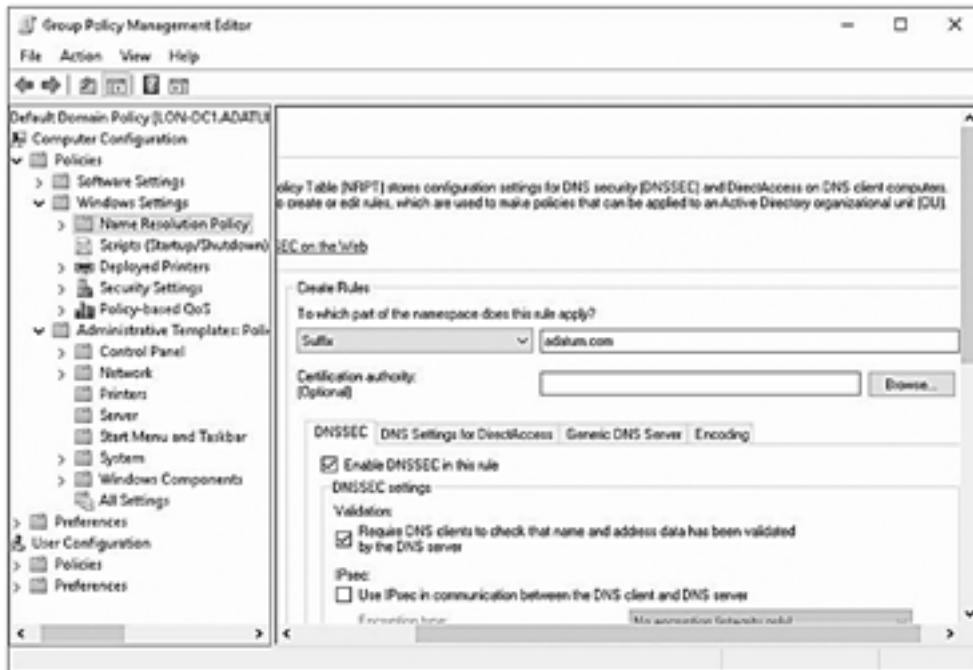 Group Policy Management Editor
File Action View Help
Default Domain Policy [LON-DC1.ADATU
Computer Configuration
Policies
Software Settings
Windows Settings
Name Resolution Policy
Scripts (Startup/Shutdown)
Deployed Printers
Security Settings
Policy-based QoS
Administrative Templates: Poli
Control Panel
Network
Printers
Server
Start Menu and Taskbar
System
Windows Components
All Settings
Preferences
User Configuration
Policies
Preferences
olicy Table (NRPT) stores configuration settings for DNS security (DNSSEC) and DirectAccess on DNS client computers.
o create or edit rules, which are used to make policies that can be applied to an Active Directory organizational unit (OU).
SEC on the Web
Create Rules
To which part of the namespace does this rule apply?
Suffix adatum.com
Certification authority:
(Optional)
Browse...
DNSSEC DNS Settings for DirectAccess Generic DNS Server Encoding
Enable DNSSEC in this rule
DNSSEC settings
Validation:
Require DNS clients to check that name and address data has been validated
by the DNS server
IPsec:
Use IPsec in communication between the DNS client and DNS server
Encryption type: No encryption (integrity only)